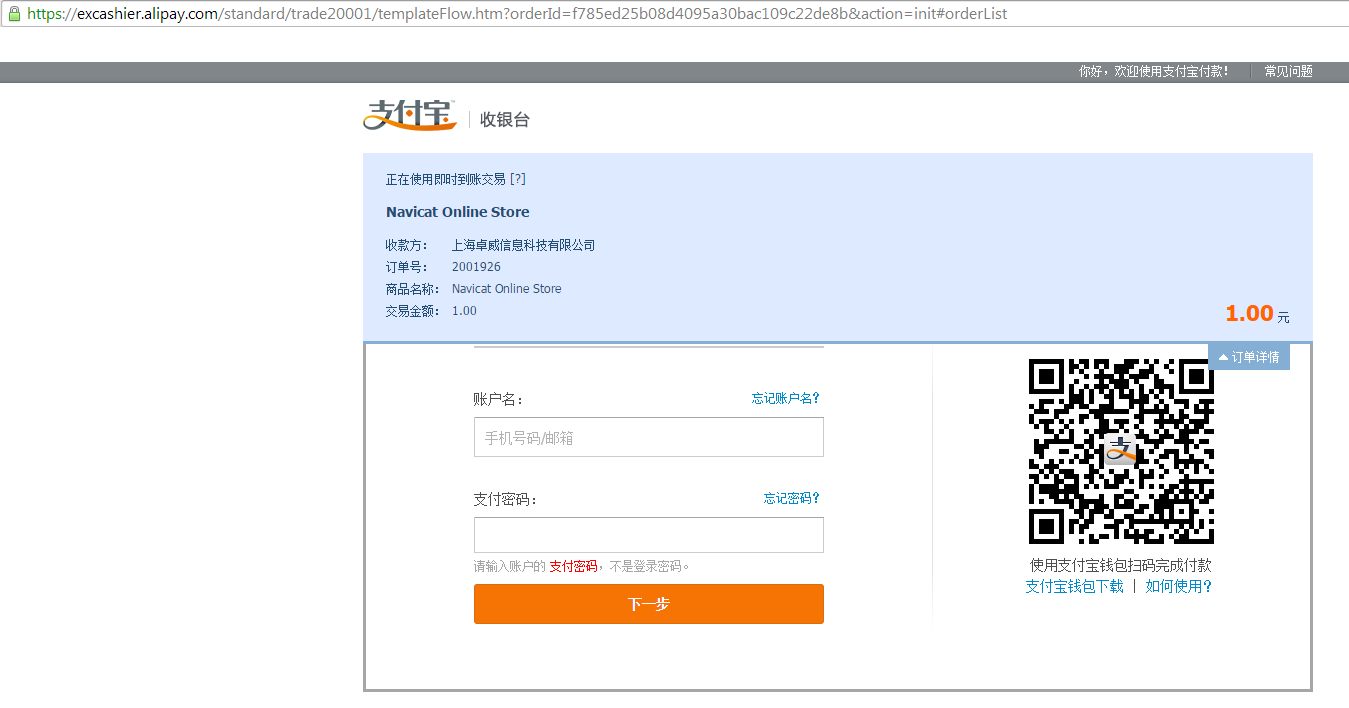 https://excashier.alipay.com/standard/trade20001/templateFlow.htm?orderId=f785ed25b08d4095a30bac109c22de8b&action=init#orderList
你好，欢迎使用支付宝付款！ 常见问题
支付宝 收银台
正在使用即时到账交易 [?]
Navicat Online Store
收款方： 上海卓威信息科技有限公司
订单号： 2001926
商品名称： Navicat Online Store
交易金额： 1.00
1.00 元
订单详情
账户名： 忘记账户名?
手机号码/邮箱
支付密码： 忘记密码?
请输入账户的 支付密码，不是登录密码。
下一步
支
使用支付宝钱包扫码完成付款
支付宝钱包下载 | 如何使用?